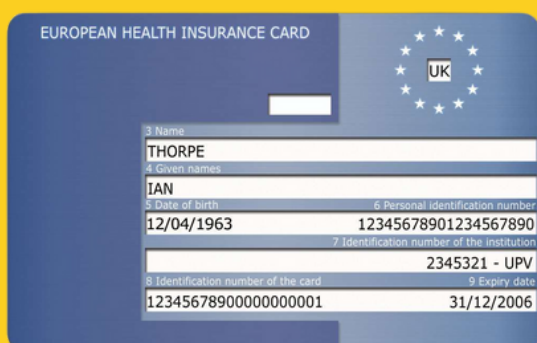 EUROPEAN HEALTH INSURANCE CARD
UK
3 Name
THORPE
4 Given names
IAN
5 Date of birth 6 Personal identification number
12/04/1963 12345678901234567890
7 Identification number of the institution
2345321 - UPV
8 Identification number of the card 9 Expiry date
12345678900000000001 31/12/2006